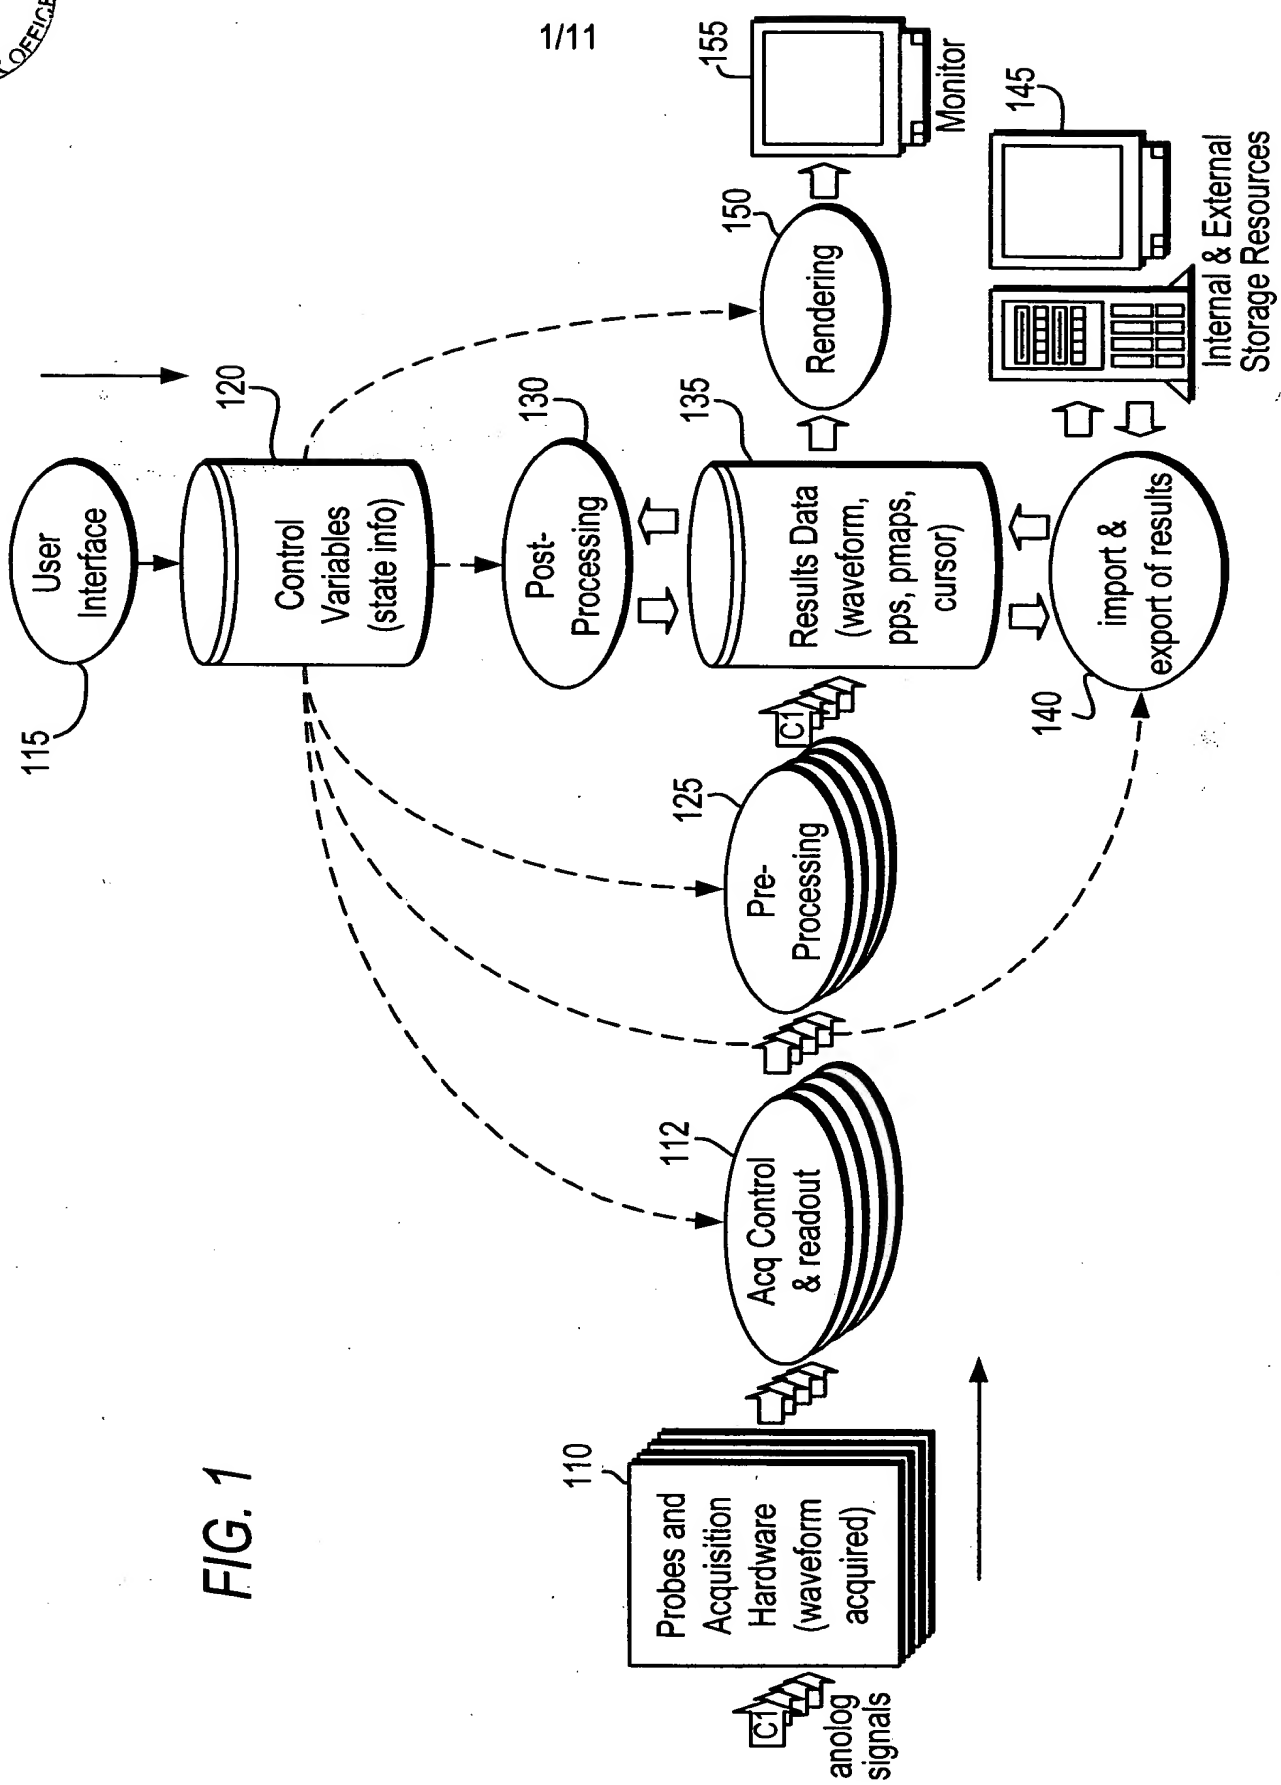 OFFICE
1/11
FIG. 1
115
User
Interface
120
Control
Variables
(state info)
130
Post-
Processing
110
Probes and
Acquisition
Hardware
(waveform
acquired)
C1
anolog
signals
112
Acq Control
& readout
125
Pre-
Processing
C1
135
Results Data
(waveform,
pps, pmaps,
cursor)
150
Rendering
155
Monitor
140
import &
export of results
145
Internal & External
Storage Resources